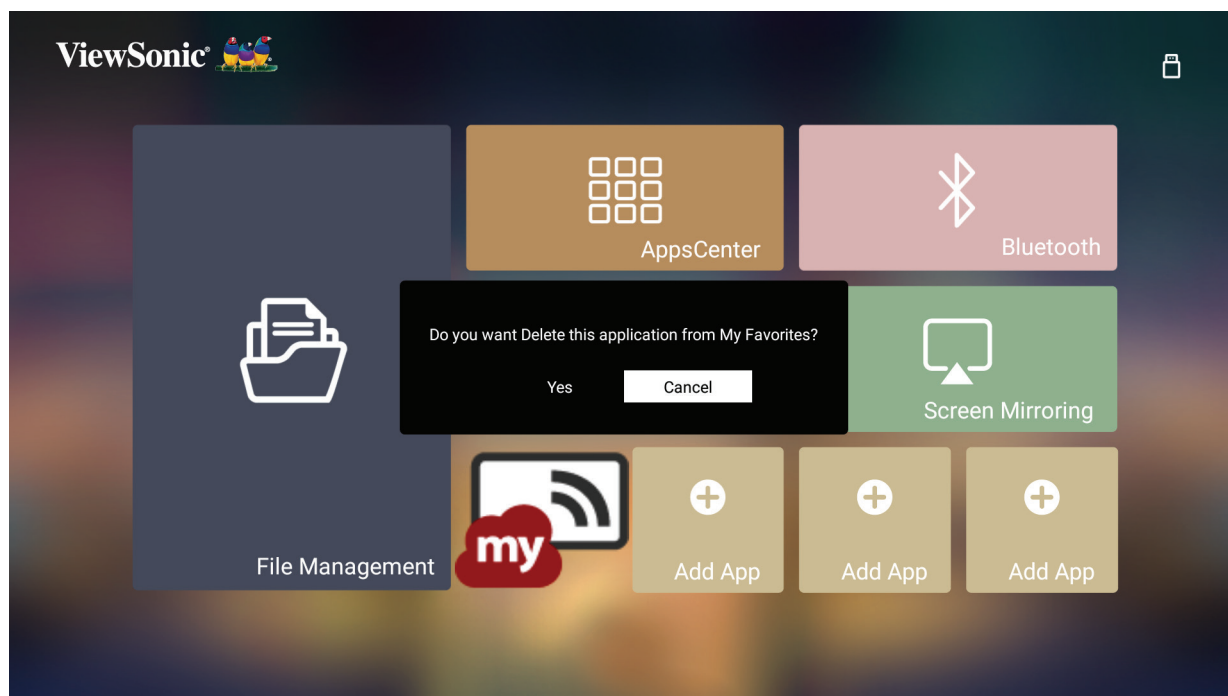 ViewSonic®
AppsCenter
Bluetooth
Do you want Delete this application from My Favorites?
Yes
Cancel
Screen Mirroring
File Management
my
Add App
Add App
Add App